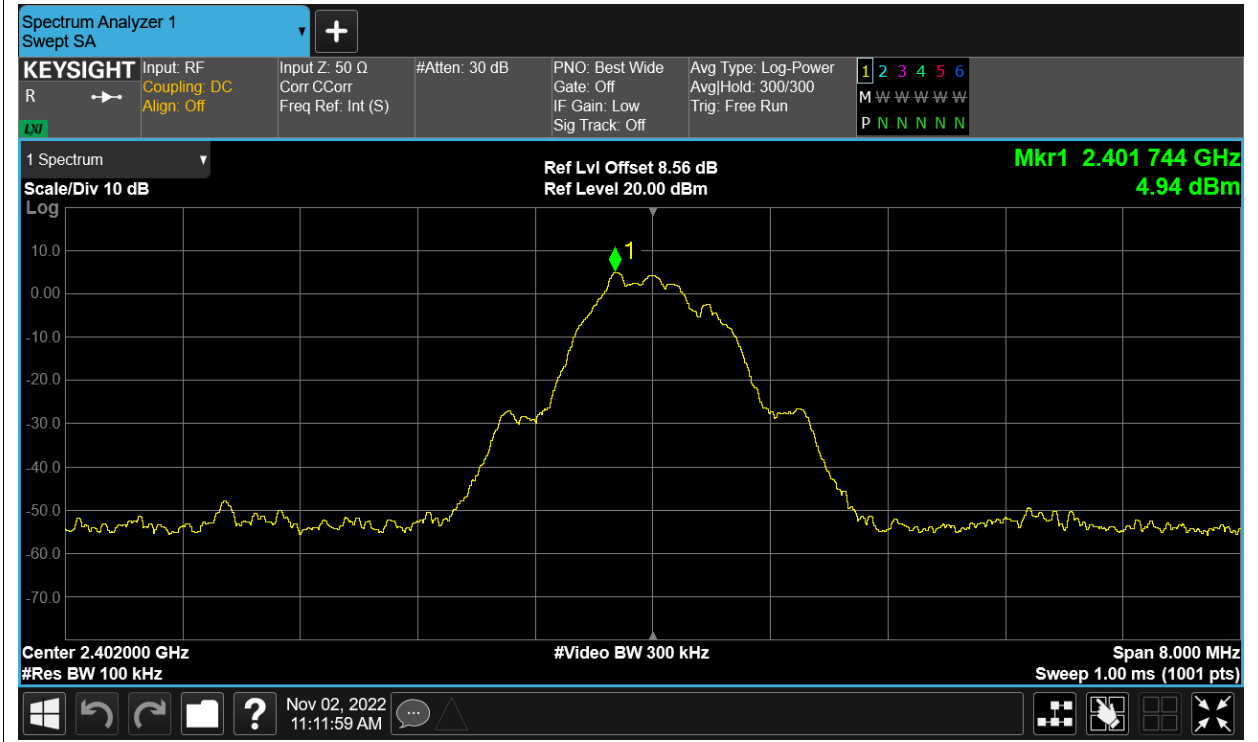 Spectrum Analyzer 1
Swept SA
KEYSIGHT
R
LXI
Input: RF
Coupling: DC
Align: Off
Input Z: 50 Ω
Corr CCorr
Freq Ref: Int (S)
#Atten: 30 dB
PNO: Best Wide
Gate: Off
IF Gain: Low
Sig Track: Off
Avg Type: Log-Power
Avg|Hold: 300/300
Trig: Free Run
1 2 3 4 5 6
M W W W W W
P N N N N N
1 Spectrum
Scale/Div 10 dB
Log
Ref Lvl Offset 8.56 dB
Ref Level 20.00 dBm
Mkr1 2.401 744 GHz
4.94 dBm
1
10.0
0.00
-10.0
-20.0
-30.0
-40.0
-50.0
-60.0
-70.0
Center 2.402000 GHz
#Res BW 100 kHz
#Video BW 300 kHz
Span 8.000 MHz
Sweep 1.00 ms (1001 pts)
?
Nov 02, 2022
11:11:59 AM